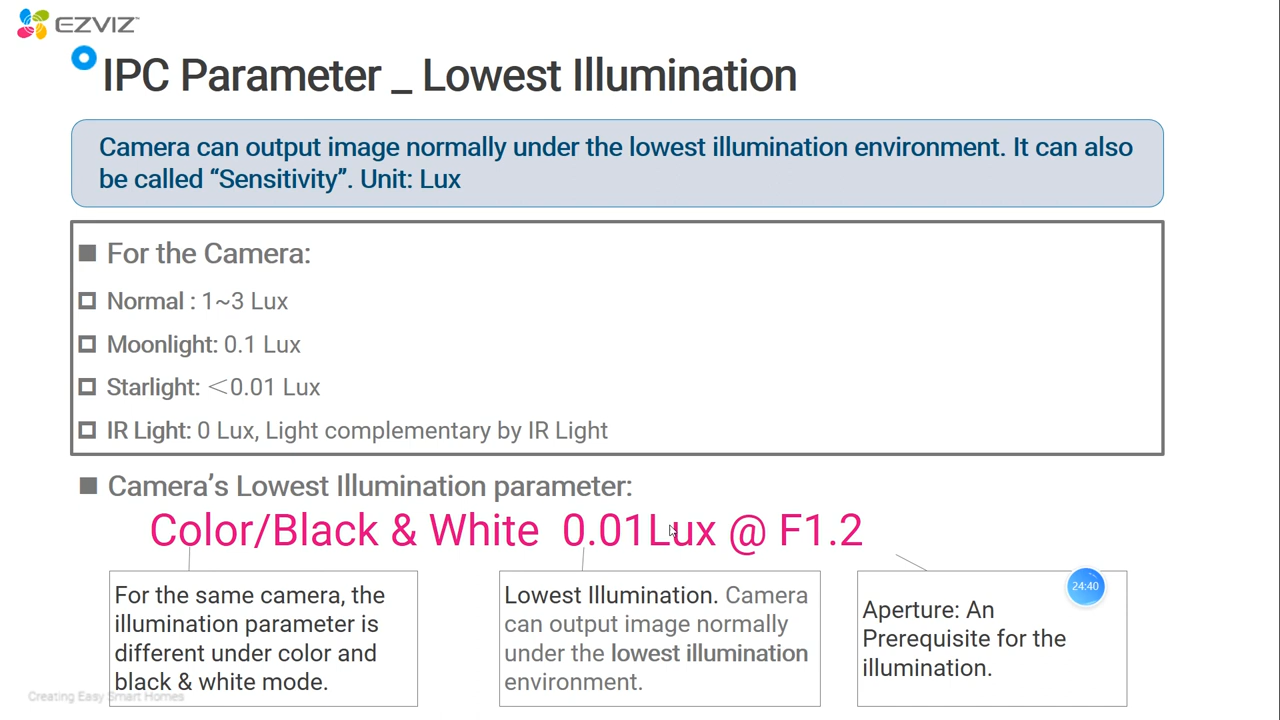 EZVIZ
IPC Parameter _ Lowest Illumination
Camera can output image normally under the lowest illumination environment. It can also
be called “Sensitivity”. Unit: Lux
For the Camera:
Normal : 1~3 Lux
Moonlight: 0.1 Lux
Starlight: ＜0.01 Lux
IR Light: 0 Lux, Light complementary by IR Light
Camera’s Lowest Illumination parameter:
Color/Black & White 0.01Lux @ F1.2
For the same camera, the
illumination parameter is
different under color and
black & white mode.
Lowest Illumination. Camera
can output image normally
under the lowest illumination
environment.
24:40
Aperture: An
Prerequisite for the
illumination.
Creating Easy Smart Homes